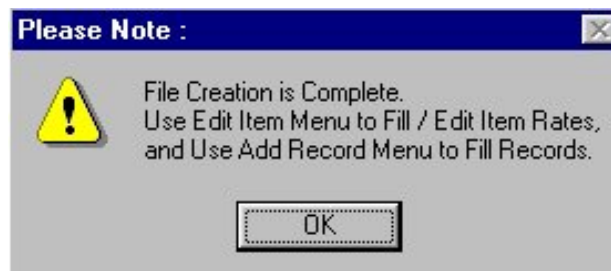 Please Note :
File Creation is Complete.
Use Edit Item Menu to Fill / Edit Item Rates,
and Use Add Record Menu to Fill Records.
OK